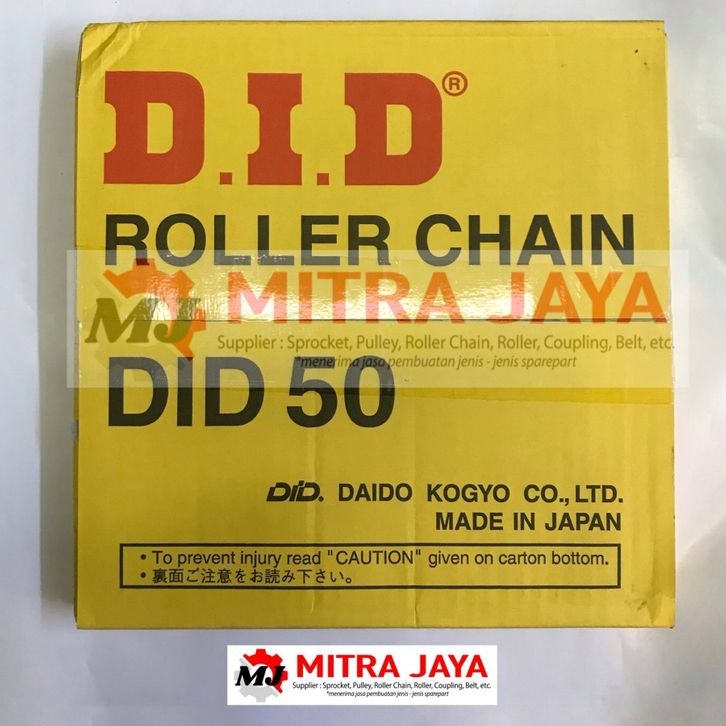 D.I.D®
ROLLER CHAIN
MJ MITRA JAYA
Supplier : Sprocket, Pulley, Roller Chain, Roller, Coupling, Belt, etc.
*menerima jasa pembuatan jenis - jenis sparepart
DID 50
DID. DAIDO KOGYO CO., LTD.
MADE IN JAPAN
• To prevent injury read "CAUTION" given on carton bottom.
• 裏面ご注意をお読み下さい。
MJ MITRA JAYA
Supplier : Sprocket, Pulley, Roller Chain, Roller, Coupling, Belt, etc.
*menerima jasa pembuatan jenis - jenis sparepart